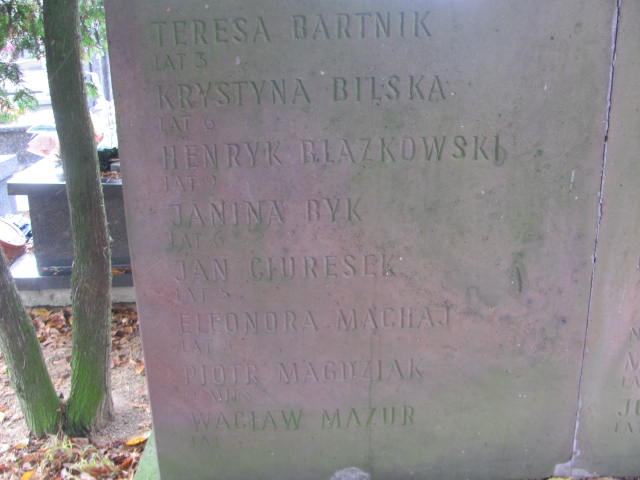 TERESA BARTNIK
LAT 3
KRYSTYNA BILSKA
LAT 6
HENRYK BŁAZKOWSKI
LAT 2
JANINA BYK
LAT 6
JAN CIURESEK
LAT 5
ELEONORA MACHAJ
LAT
PIOTR MAGDZIAK
WACŁAW MAZUR
LAT